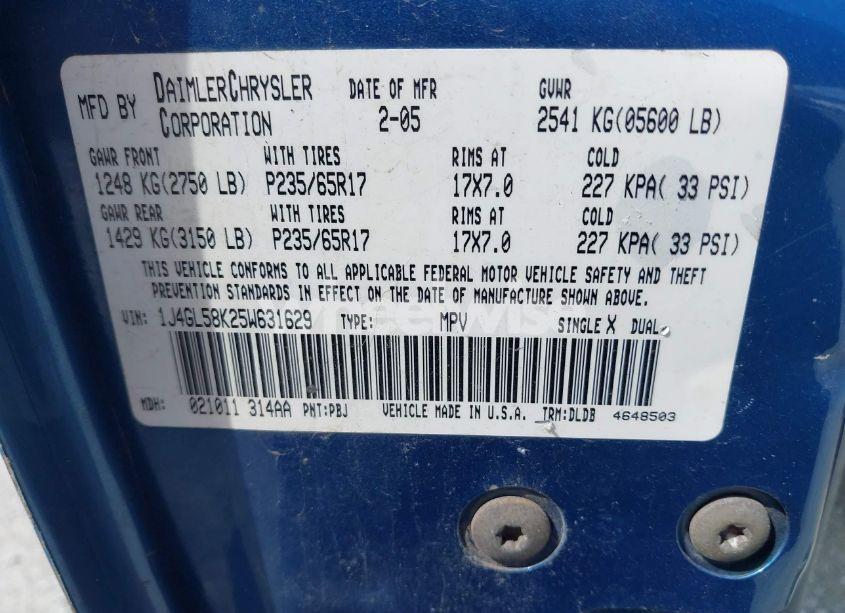 MFD BY DAIMLERCHRYSLER CORPORATION DATE OF MFR 2-05 GVWR 2541 KG(05600 LB)
GAWR FRONT WITH TIRES RIMS AT COLD
1248 KG(2750 LB) P235/65R17 17X7.0 227 KPA( 33 PSI)
GAWR REAR WITH TIRES RIMS AT COLD
1429 KG(3150 LB) P235/65R17 17X7.0 227 KPA( 33 PSI)
THIS VEHICLE CONFORMS TO ALL APPLICABLE FEDERAL MOTOR VEHICLE SAFETY AND THEFT
PREVENTION STANDARDS IN EFFECT ON THE DATE OF MANUFACTURE SHOWN ABOVE.
VIN: 1J4GL58K25W631629 TYPE: MPV SINGLE X DUAL
MDH: 021011 314AA PNT:PBJ VEHICLE MADE IN U.S.A. TRM:DLDB 4648503